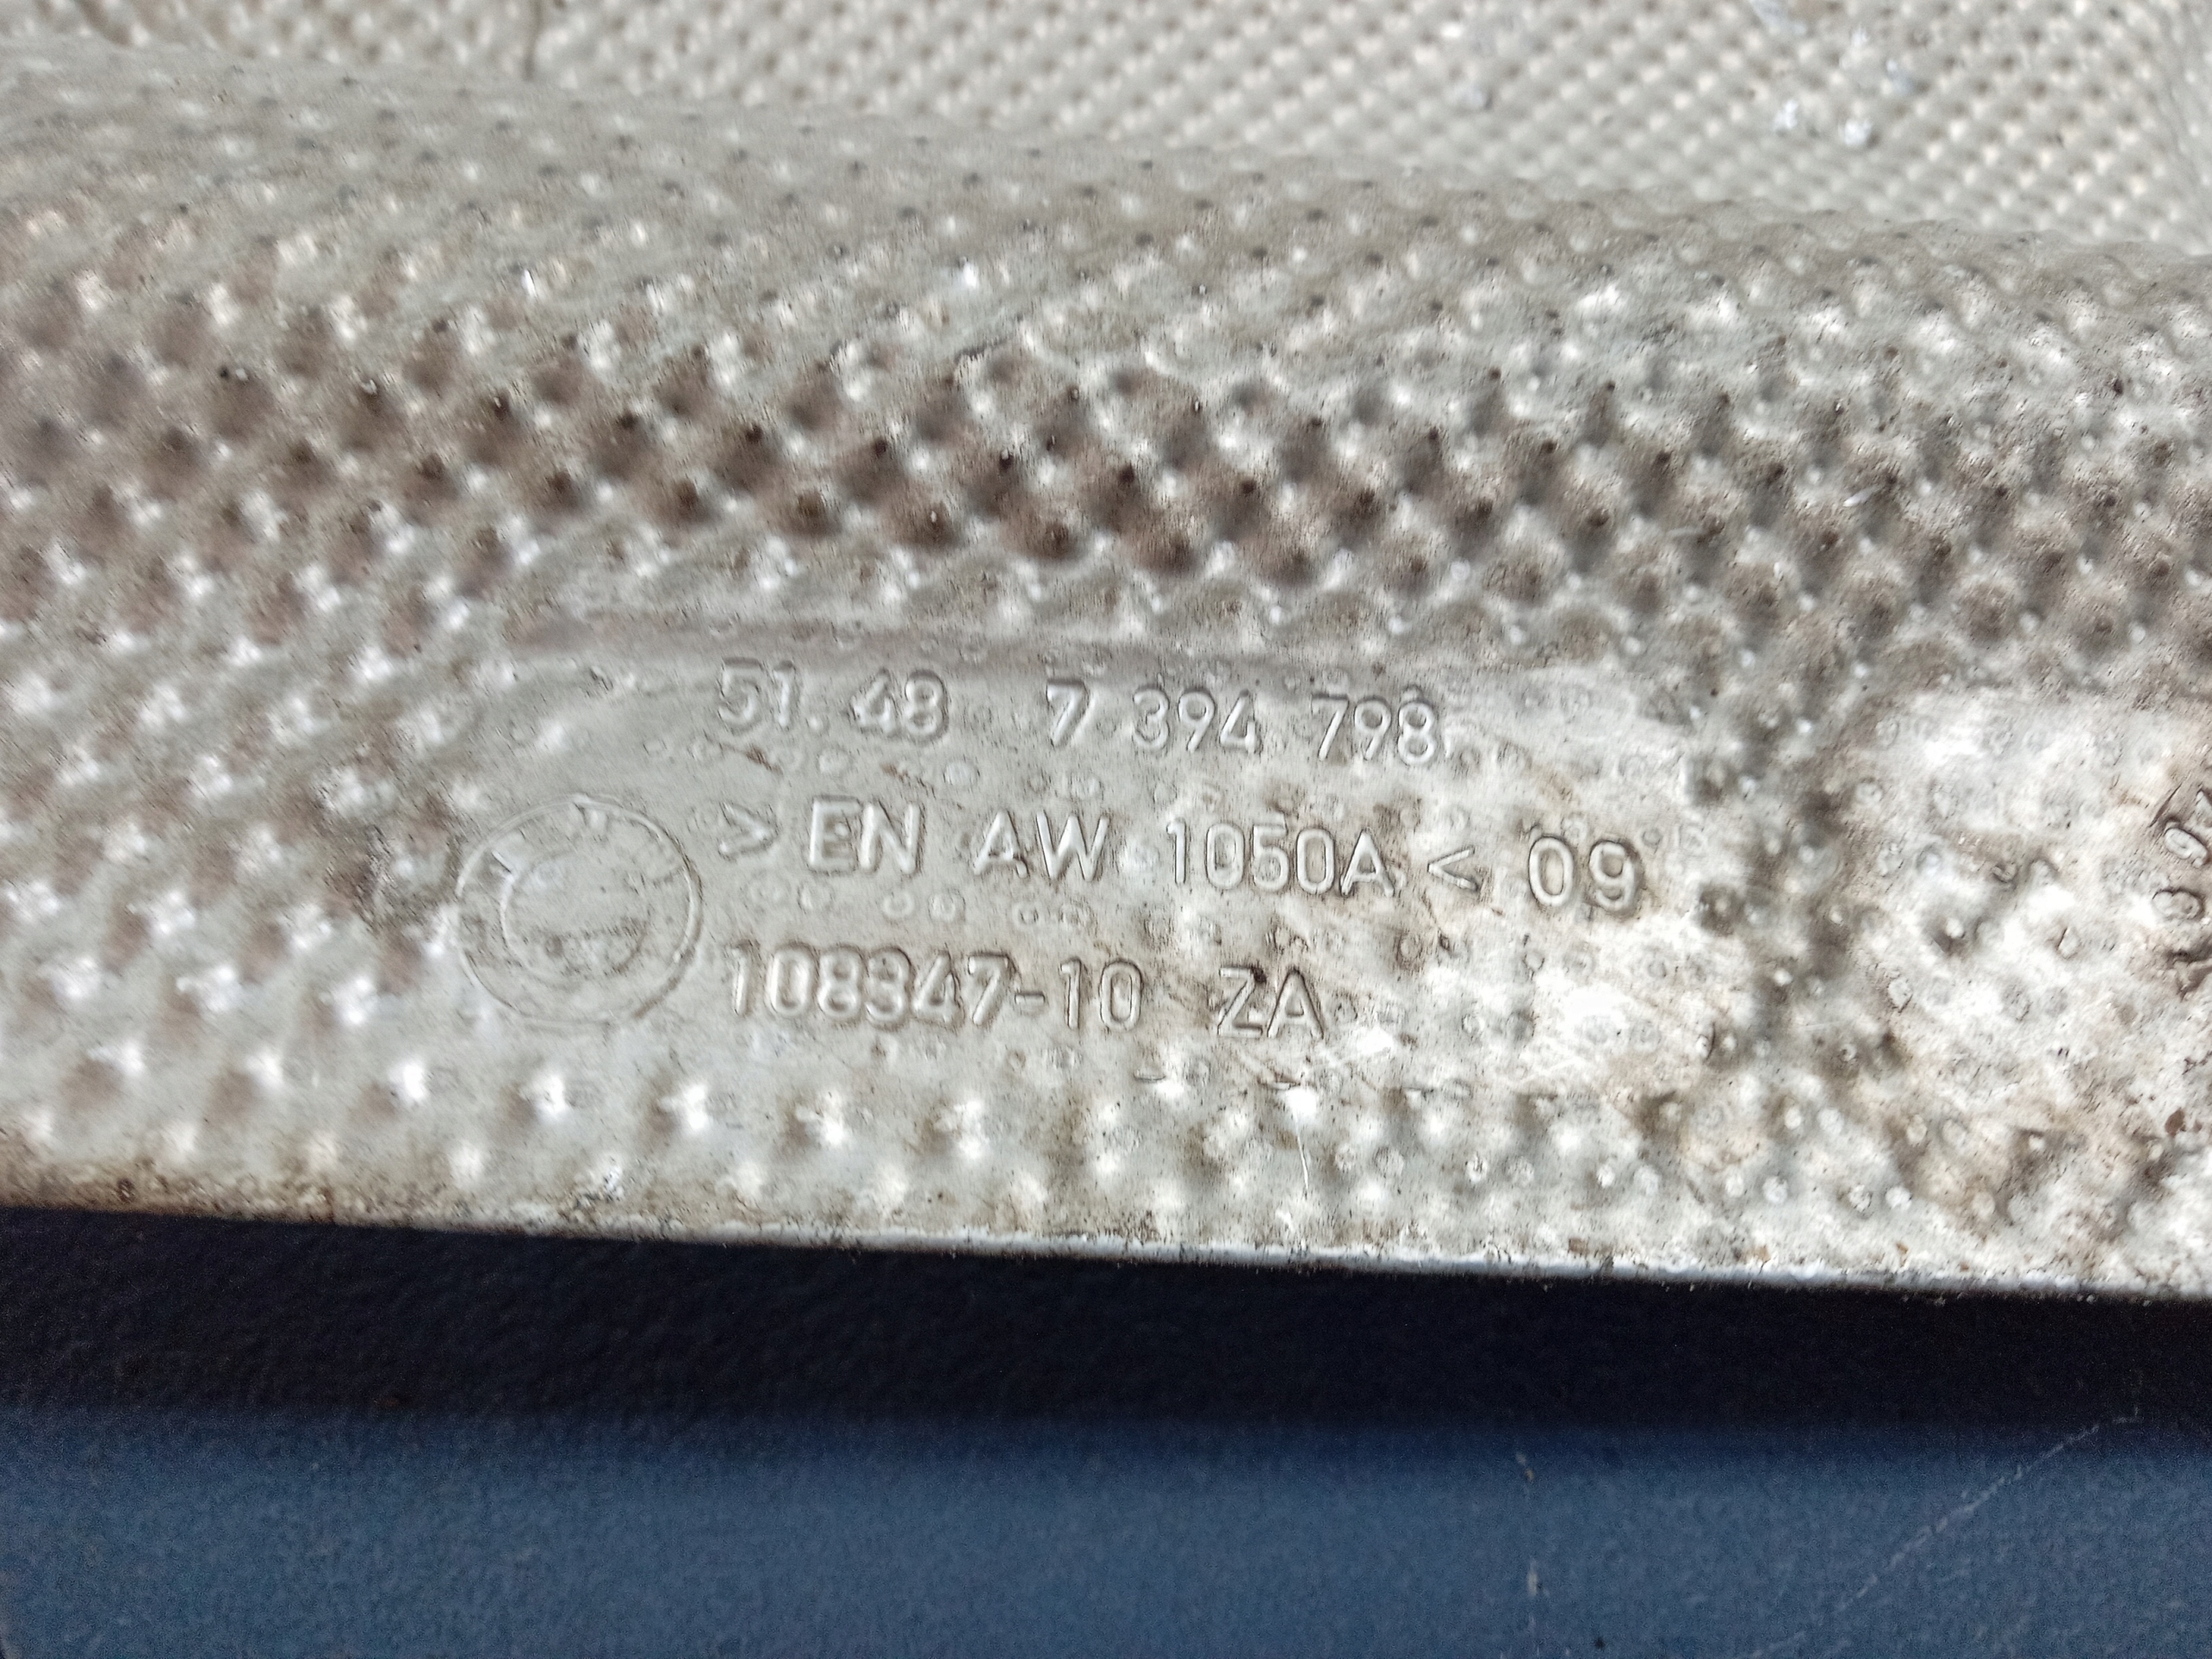 51.48 7 394 798
> EN AW 1050A < 09
108347-10 ZA